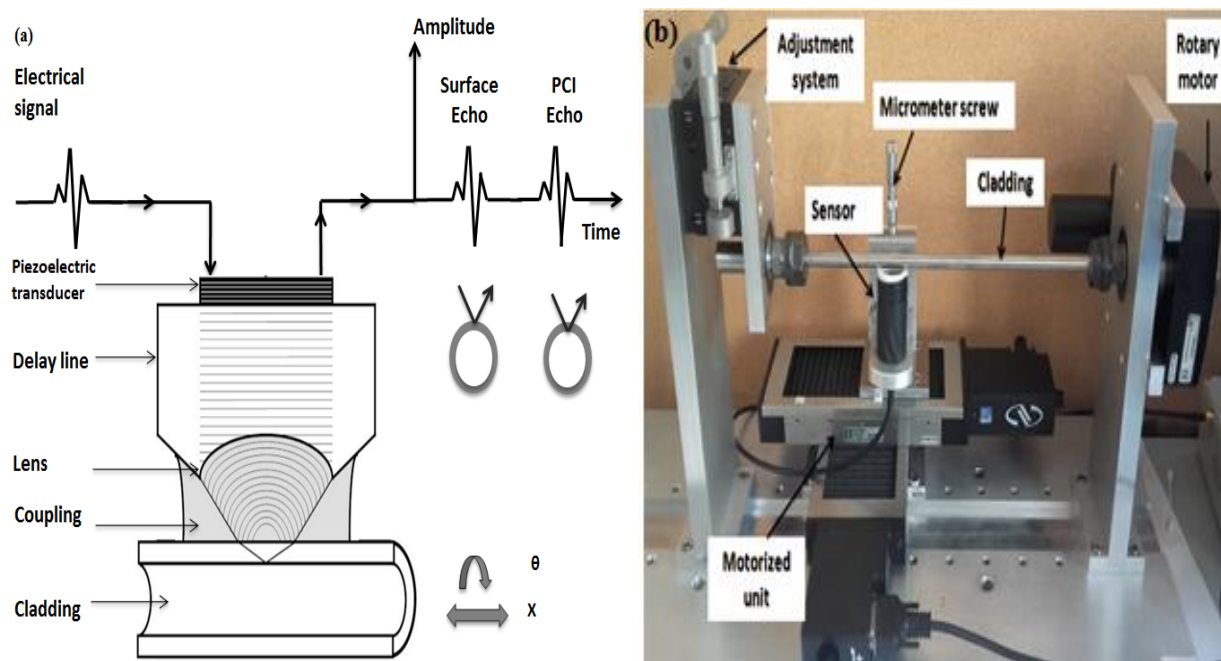 (a)
Electrical
signal
Amplitude
Surface
Echo
PCI
Echo
Time
Piezoelectric
transducer
Delay line
Lens
Coupling
Cladding
θ
X
(b)
Adjustment
system
Rotary
motor
Micrometer screw
Cladding
Sensor
Motorized
unit